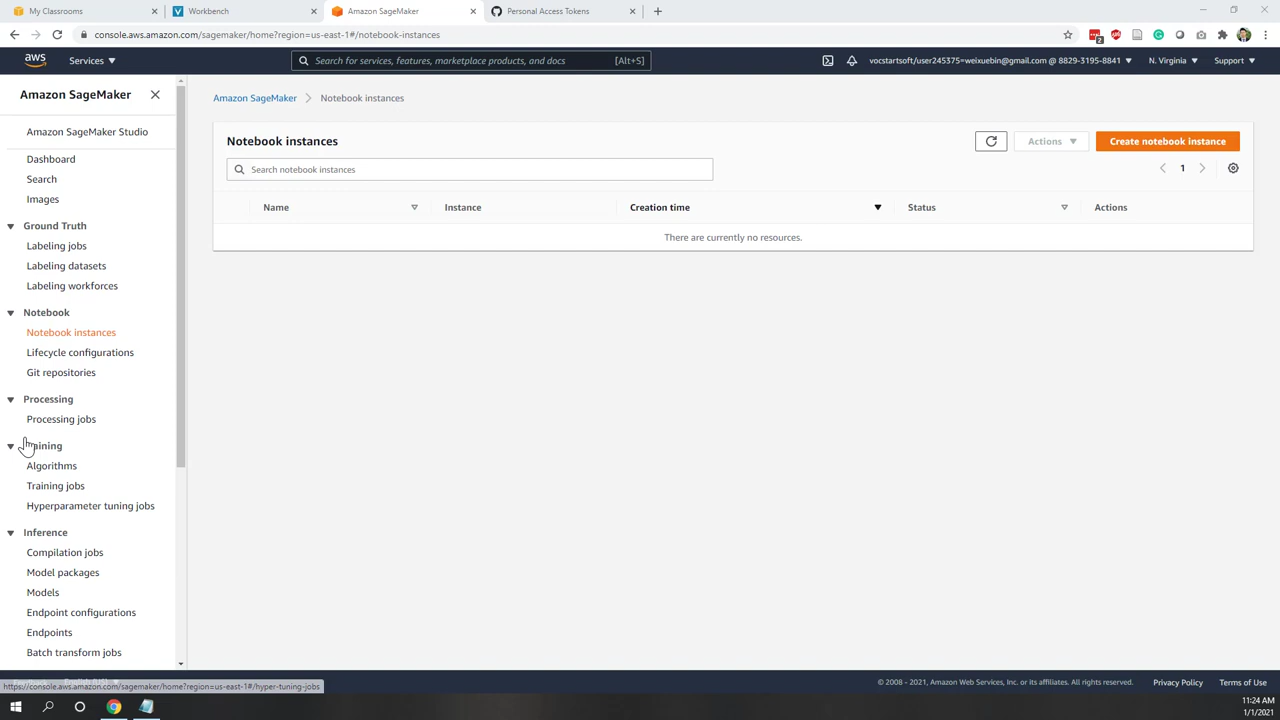 My Classrooms
Workbench
Amazon SageMaker
Personal Access Tokens
console.aws.amazon.com/sagemaker/home?region=us-east-1#/notebook-instances
2
aws
Services
Search for services, features, marketplace products, and docs
[Alt+S]
vocstartsoft/user245375=weixuebin@gmail.com @ 8829-3195-8841
N. Virginia
Support
Amazon SageMaker
Amazon SageMaker Studio
Dashboard
Search
Images
Ground Truth
Labeling jobs
Labeling datasets
Labeling workforces
Notebook
Notebook instances
Lifecycle configurations
Git repositories
Processing
Processing jobs
Training
Algorithms
Training jobs
Hyperparameter tuning jobs
Inference
Compilation jobs
Model packages
Models
Endpoint configurations
Endpoints
Batch transform jobs
Amazon SageMaker
Notebook instances
Notebook instances
Actions
Create notebook instance
Search notebook instances
1
Name
Instance
Creation time
Status
Actions
There are currently no resources.
https://console.aws.amazon.com/sagemaker/home?region=us-east-1#/hyper-tuning-jobs
© 2008 - 2021, Amazon Web Services, Inc. or its affiliates. All rights reserved.
Privacy Policy
Terms of Use
11:24 AM
1/1/2021